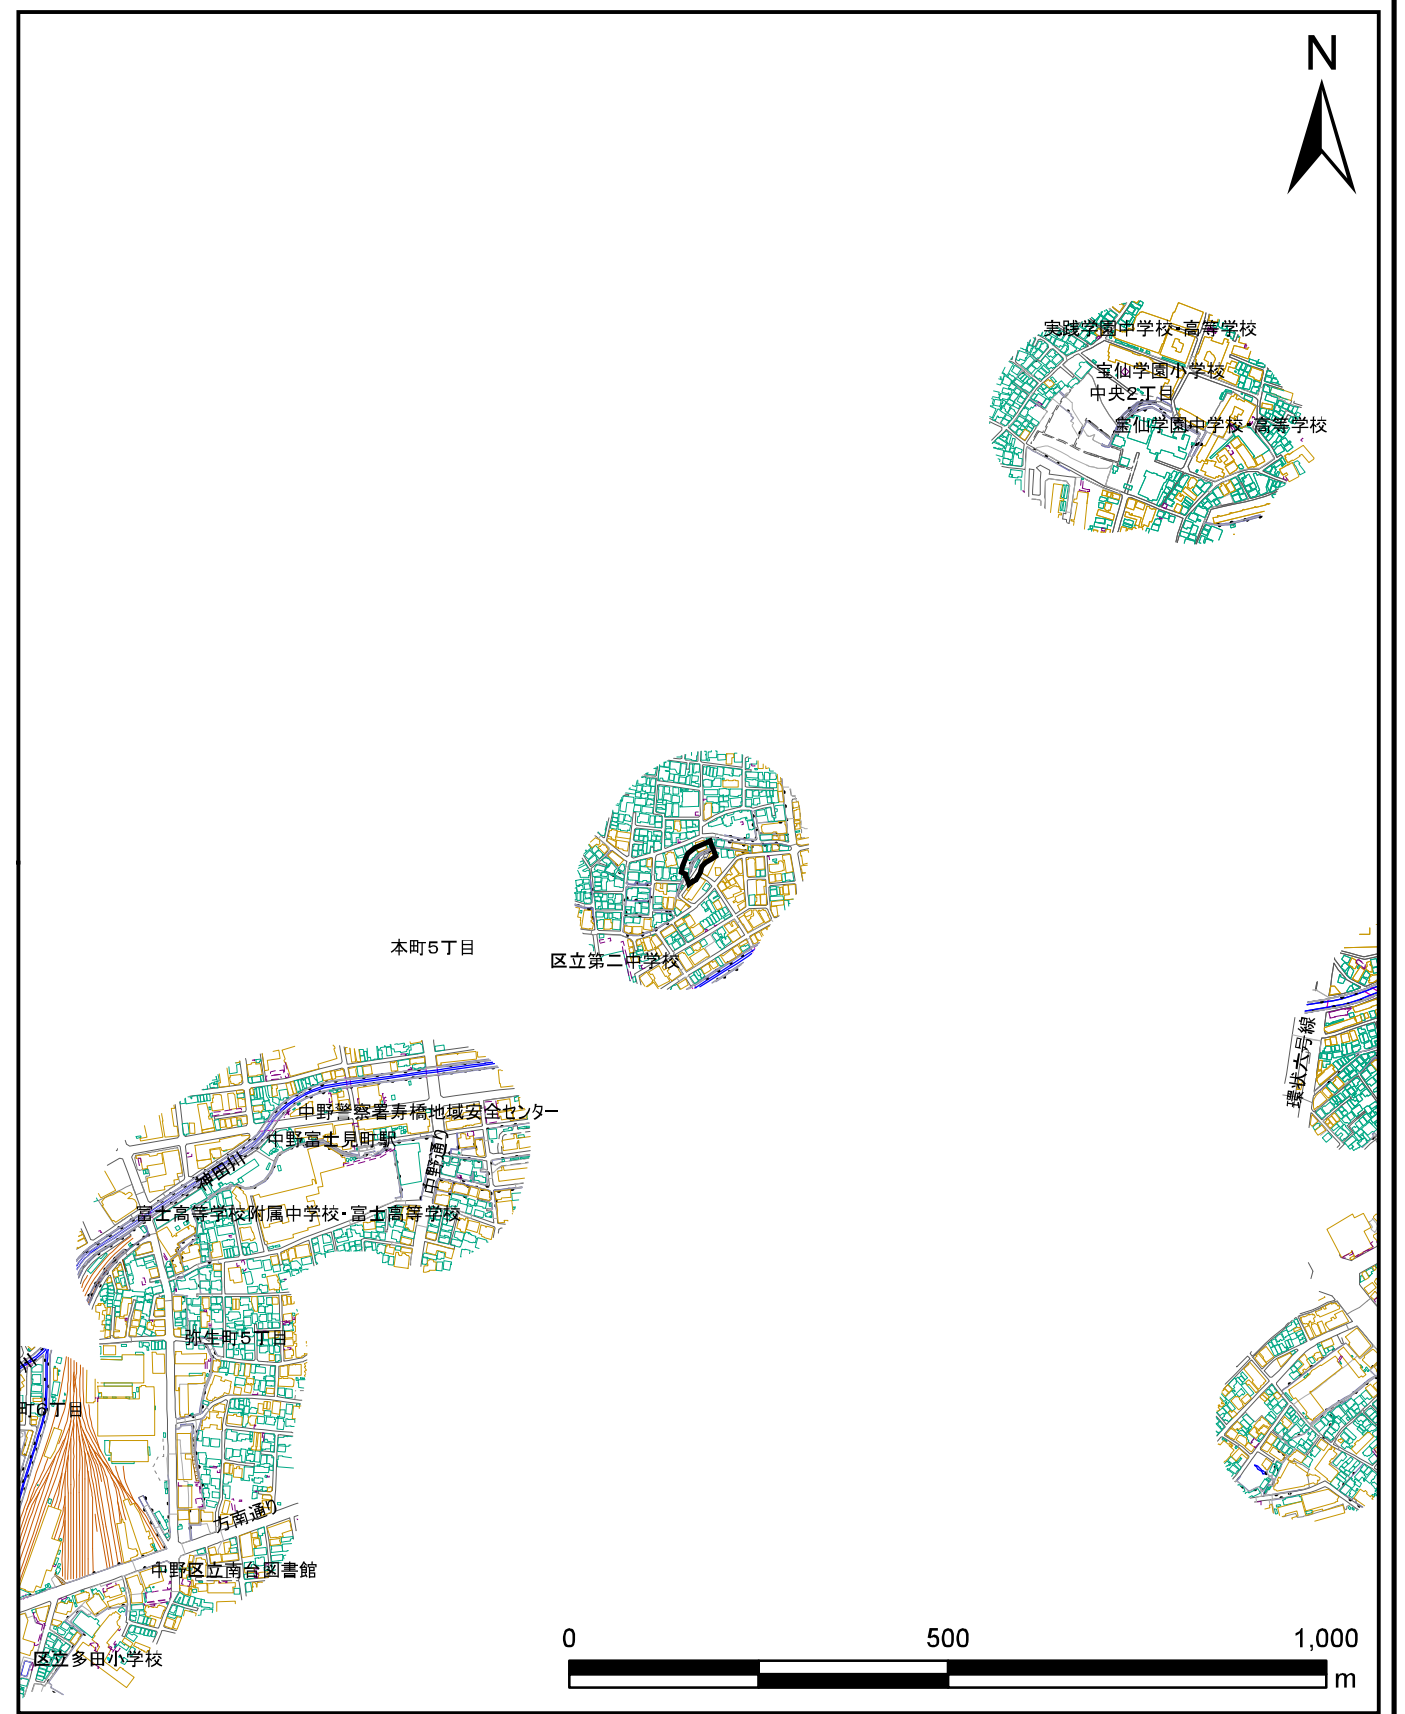 N
実践学園中学校・高等学校
宝仙学園小学校
中央2丁目
宝仙学園中学校・高等学校
本町5丁目
区立第二中学校
環状六号線
中野警察署寿橋地域安全センター
中野富士見町駅
中野通り
神田川
富士高等学校附属中学校・富士高等学校
弥生町5丁目
川
町6丁目
方南通り
中野区立南台図書館
区立多田小学校
0 500 1,000
m